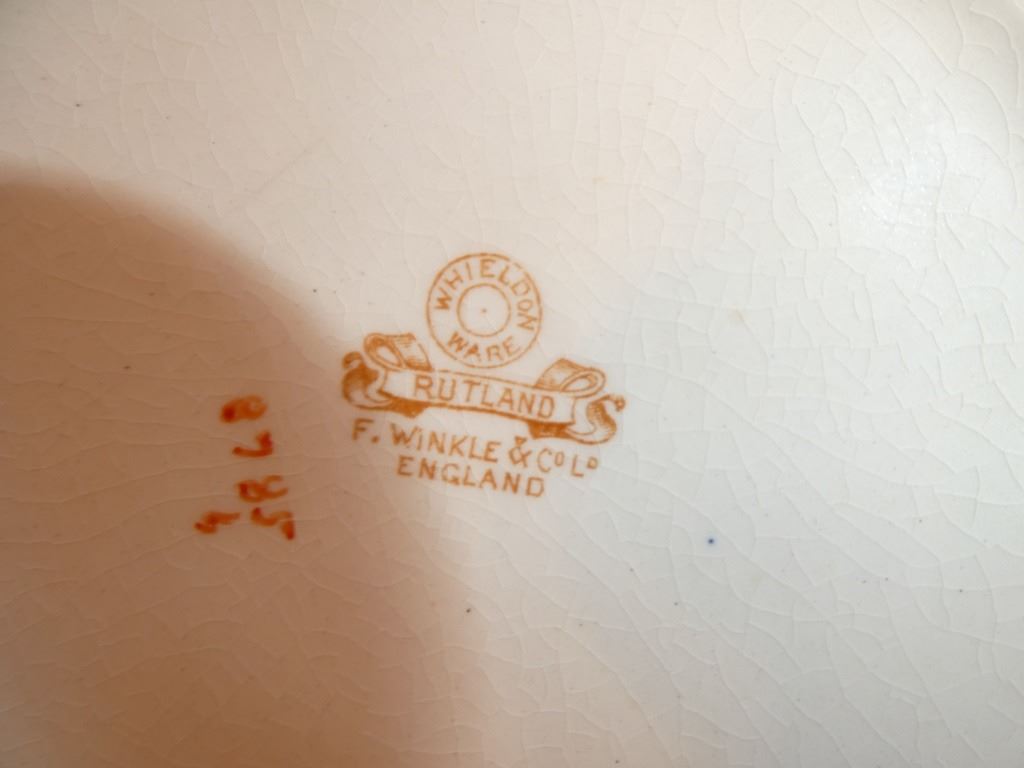 WHIELDON
WARE
RUTLAND
F. WINKLE & Co LD
ENGLAND